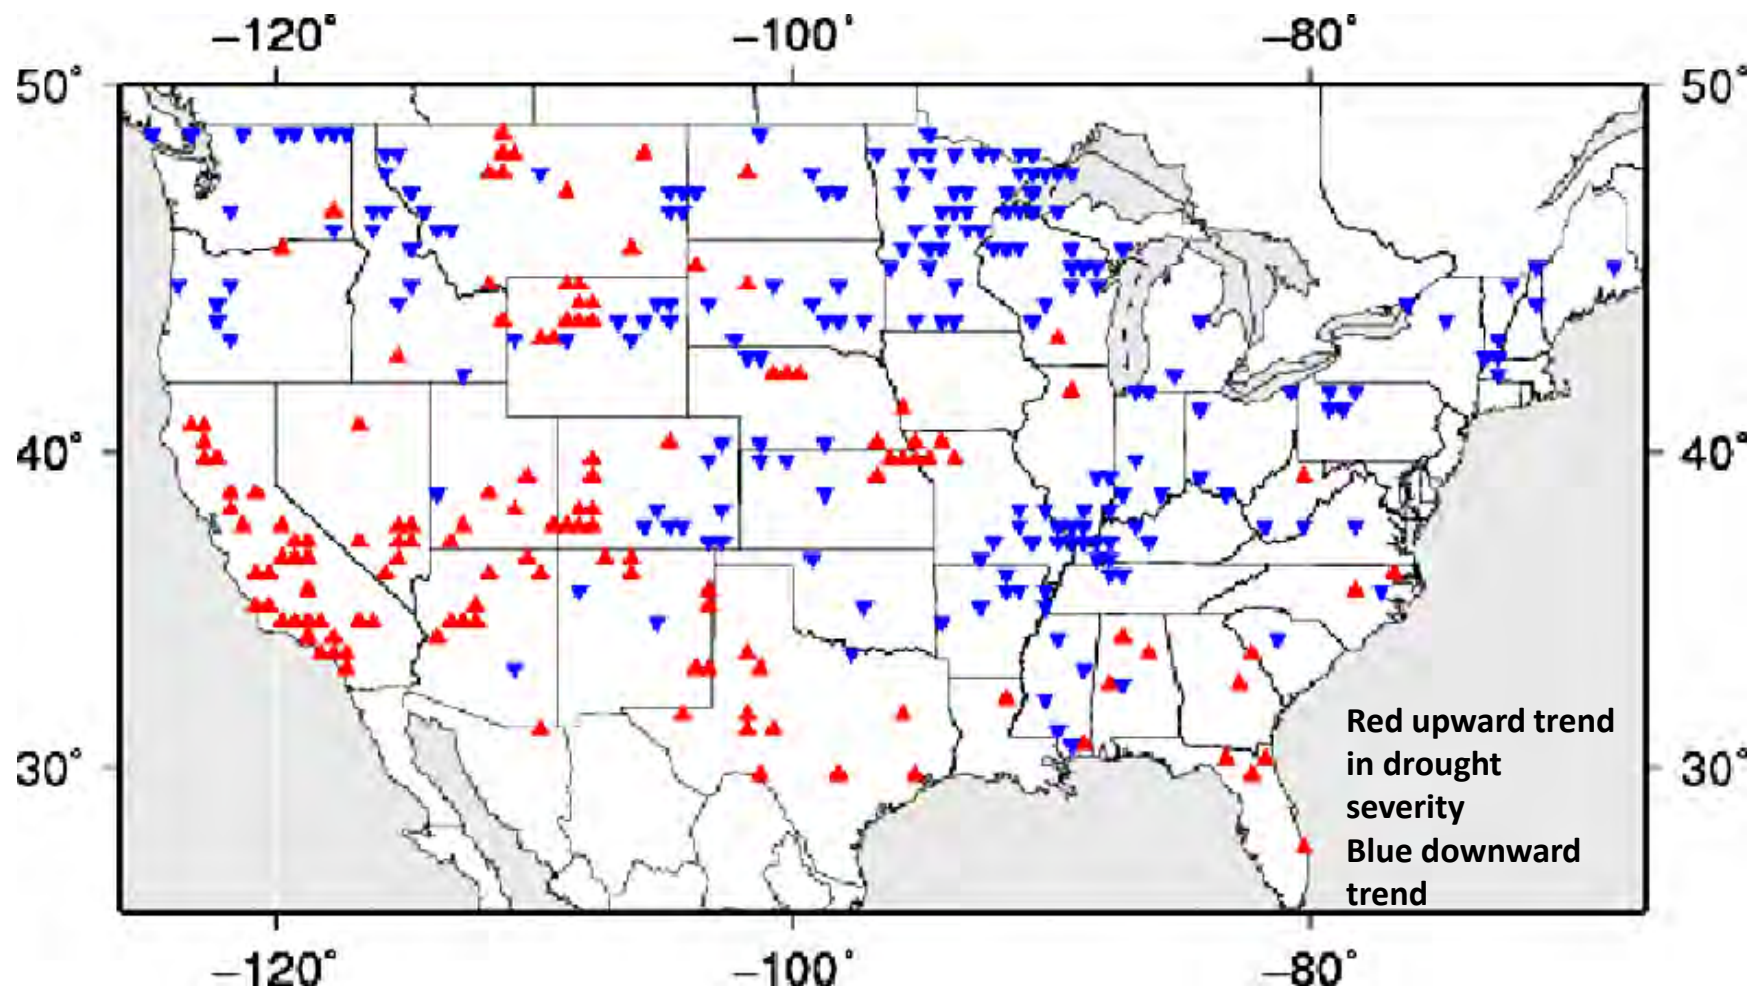 −120° −100° −80°
50° 50°
40° 40°
30° 30°
Red upward trend
in drought
severity
Blue downward
trend
−120° −100° −80°